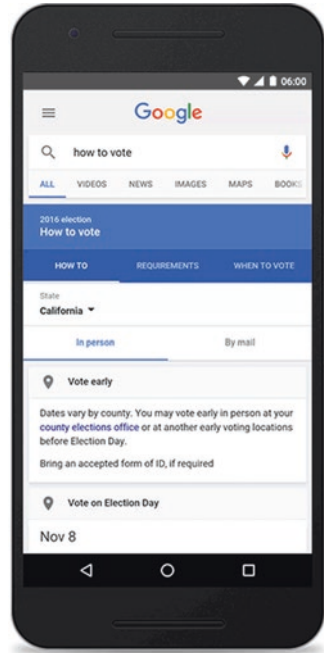 06:00
Google
how to vote
ALL VIDEOS NEWS IMAGES MAPS BOOKS
2016 election
How to vote
HOW TO REQUIREMENTS WHEN TO VOTE
State
California
In person By mail
Vote early
Dates vary by county. You may vote early in person at your
county elections office or at another early voting locations
before Election Day.
Bring an accepted form of ID, if required
Vote on Election Day
Nov 8